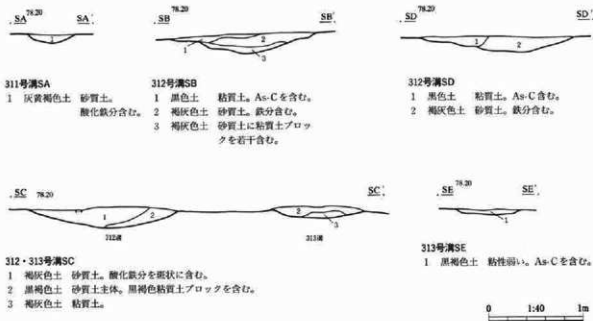 SA 78.20 SA'
1
311号溝SA
1 灰黄褐色土 砂質土。
酸化鉄分含む。
SB 78.20 SB'
1 2 3
312号溝SB
1 黒色土 粘質土。As-Cを含む。
2 褐灰色土 砂質土。鉄分含む。
3 褐灰色土 砂質土に粘質土ブロッ
クを若干含む。
SD 78.20 SD'
1 2
312号溝SD
1 黒色土 粘質土。As-C含む。
2 褐灰色土 砂質土。鉄分含む。
SC 78.20 SC'
1 2 2 3
312溝 313溝
312・313号溝SC
1 褐灰色土 砂質土。酸化鉄分を斑状に含む。
2 黒褐色土 砂質土主体。黒褐色粘質土ブロックを含む。
3 褐灰色土 粘質土。
SE 78.20 SE'
1
313号溝SE
1 黒褐色土 粘性弱い。As-C含む。
0 1:40 1m